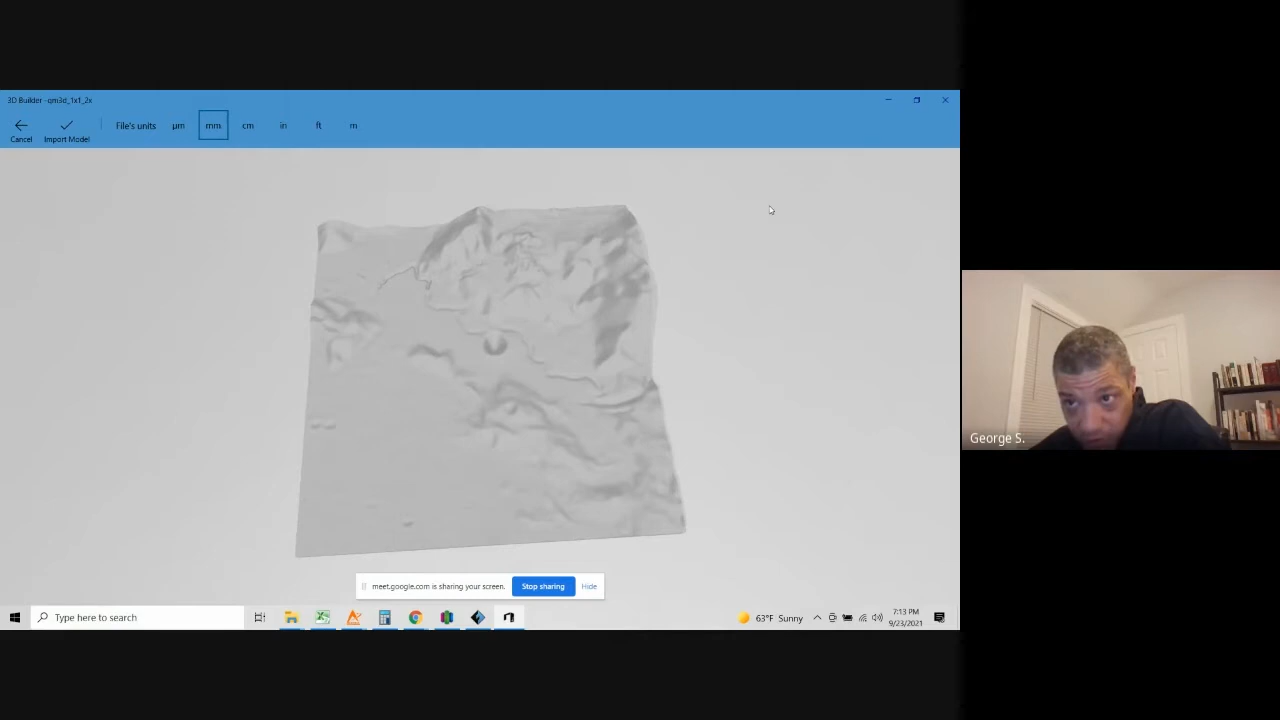 3D Builder - qm3d_1x1_2x
Cancel
Import Model
File's units
µm
mm
cm
in
ft
m
George S.
meet.google.com is sharing your screen.
Stop sharing
Hide
Type here to search
63°F Sunny
7:13 PM
9/23/2021